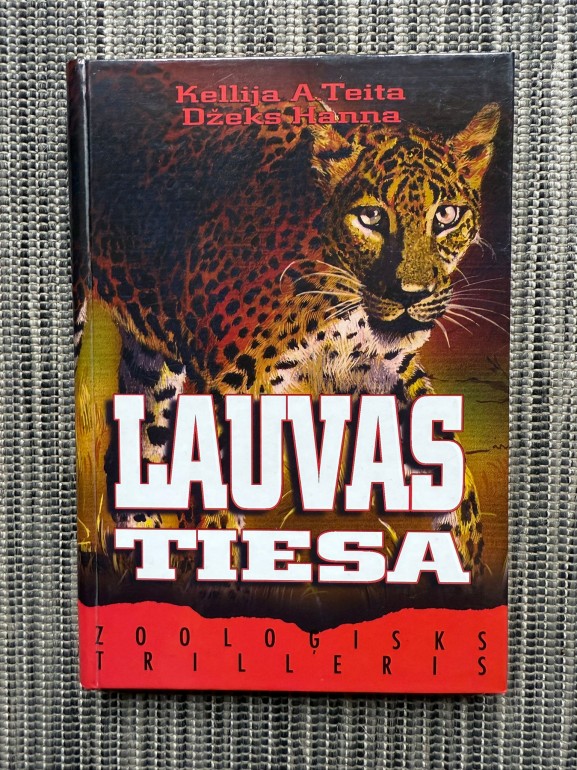 Kellija A.Teita
Džeks Hanna
LAUVAS
TIESA
ZOOLOĢISKS
TRILLERIS